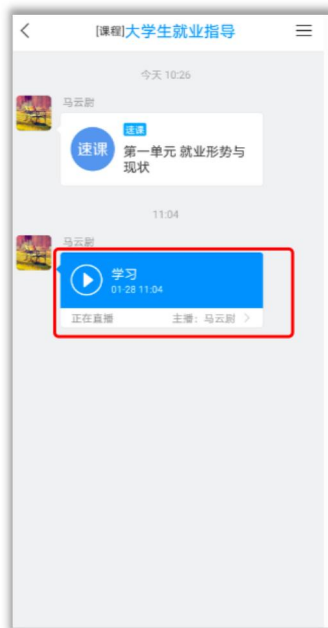 [课程]大学生就业指导
今天 10:26
马云尉
速课
速课
第一单元 就业形势与
现状
11:04
马云尉
学习
01-28 11:04
正在直播
主播：马云尉